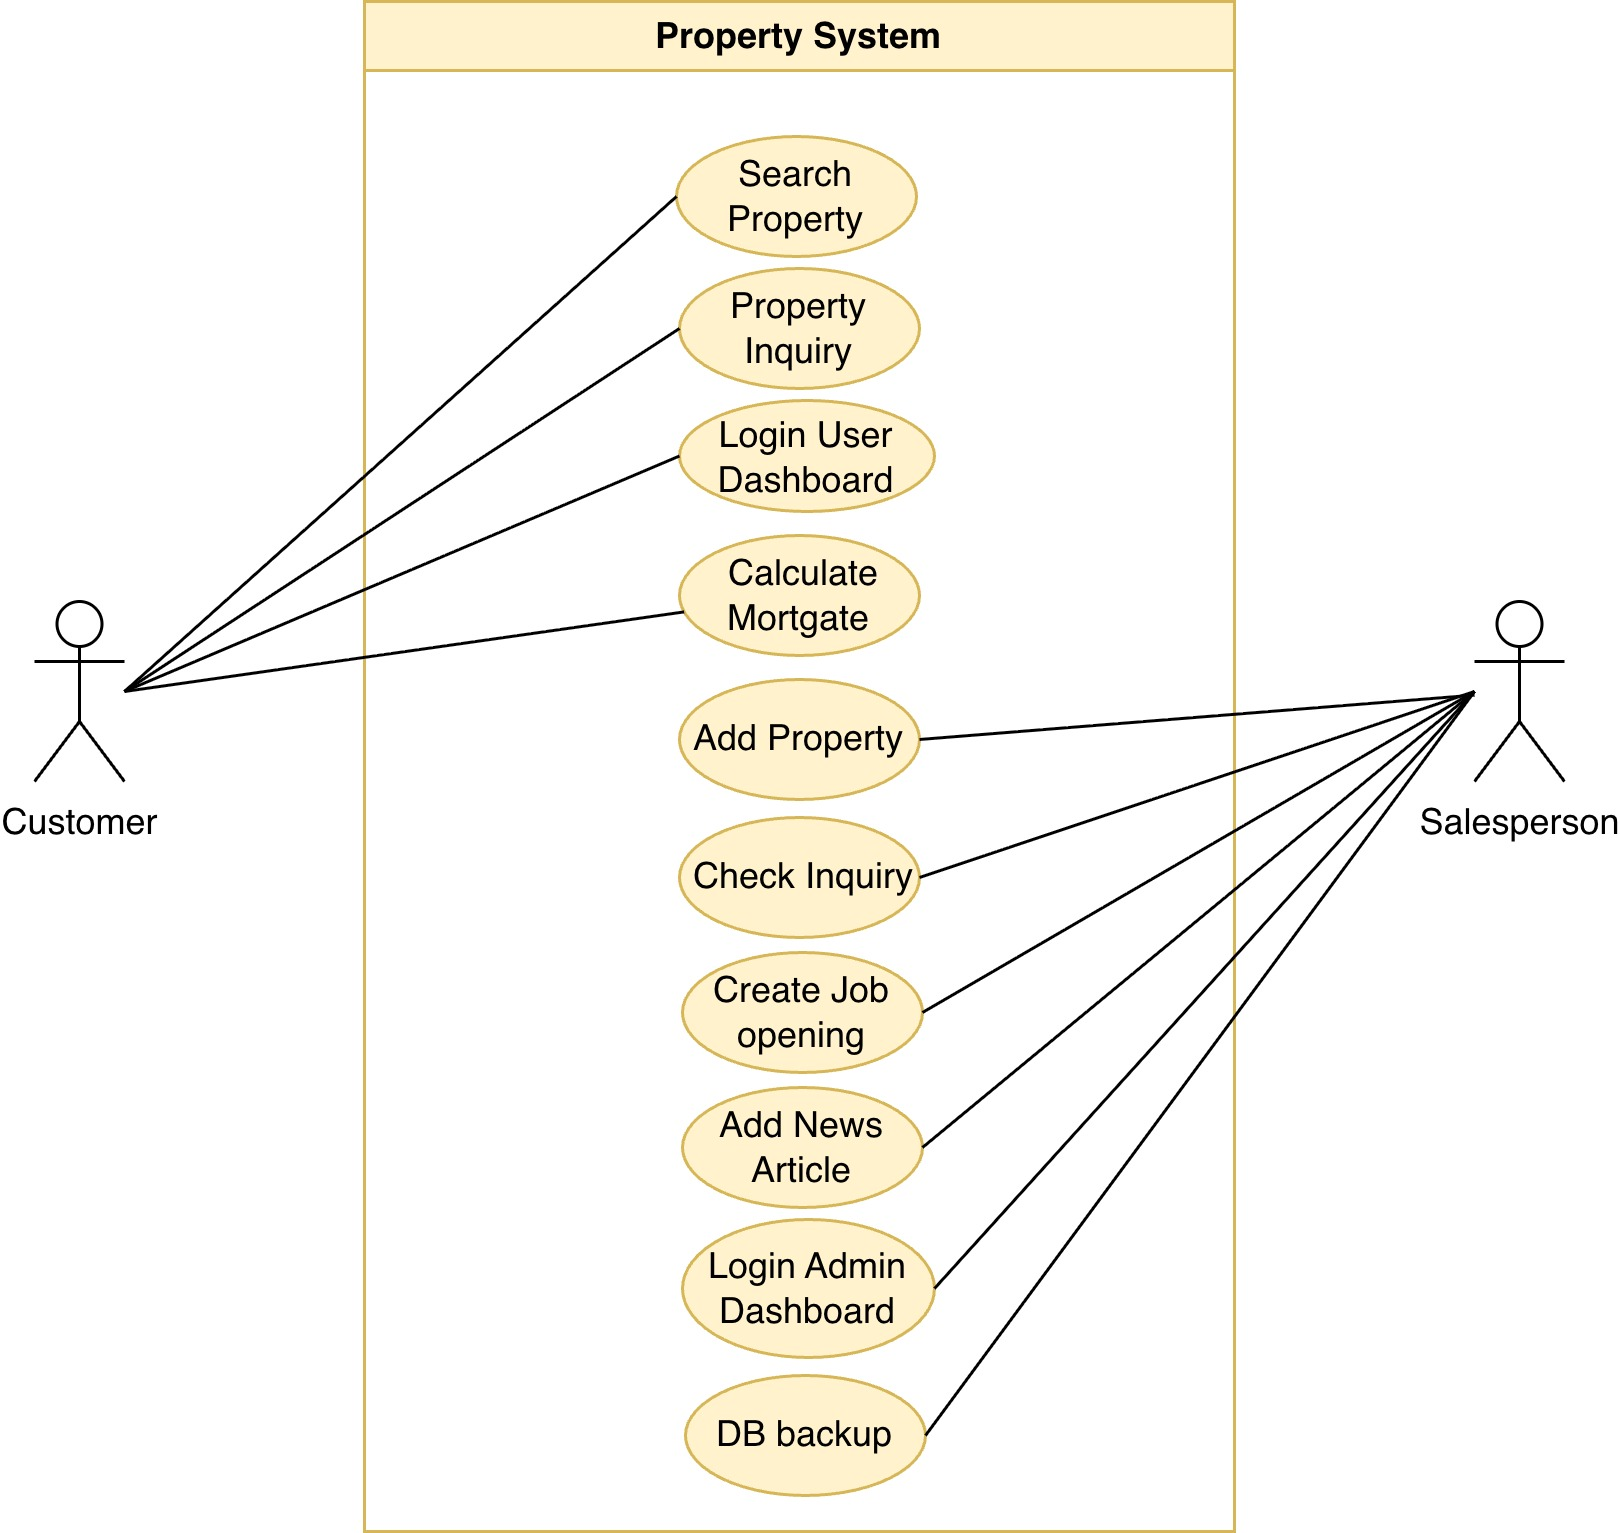 Property System
Search
Property
Property
Inquiry
Login User
Dashboard
Calculate
Mortgate
Add Property
Check Inquiry
Create Job
opening
Add News
Article
Login Admin
Dashboard
DB backup
Customer
Salesperson